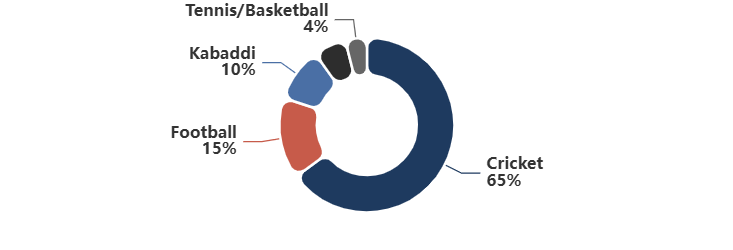 Tennis/Basketball
4%
Kabaddi
10%
Football
15%
Cricket
65%